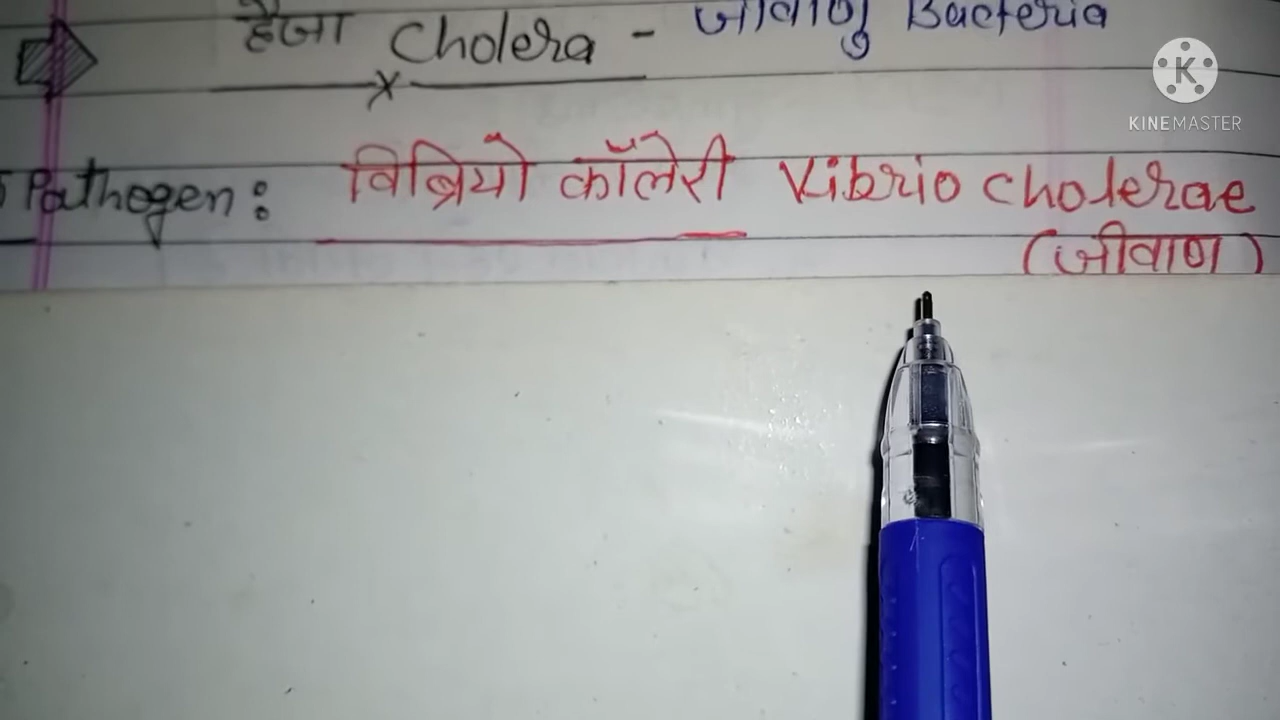 हैजा Cholera - जीवाणु Bacteria
K
KINEMASTER
Pathogen: विब्रियो कॉलेरी Vibrio cholerae
(जीवाण)